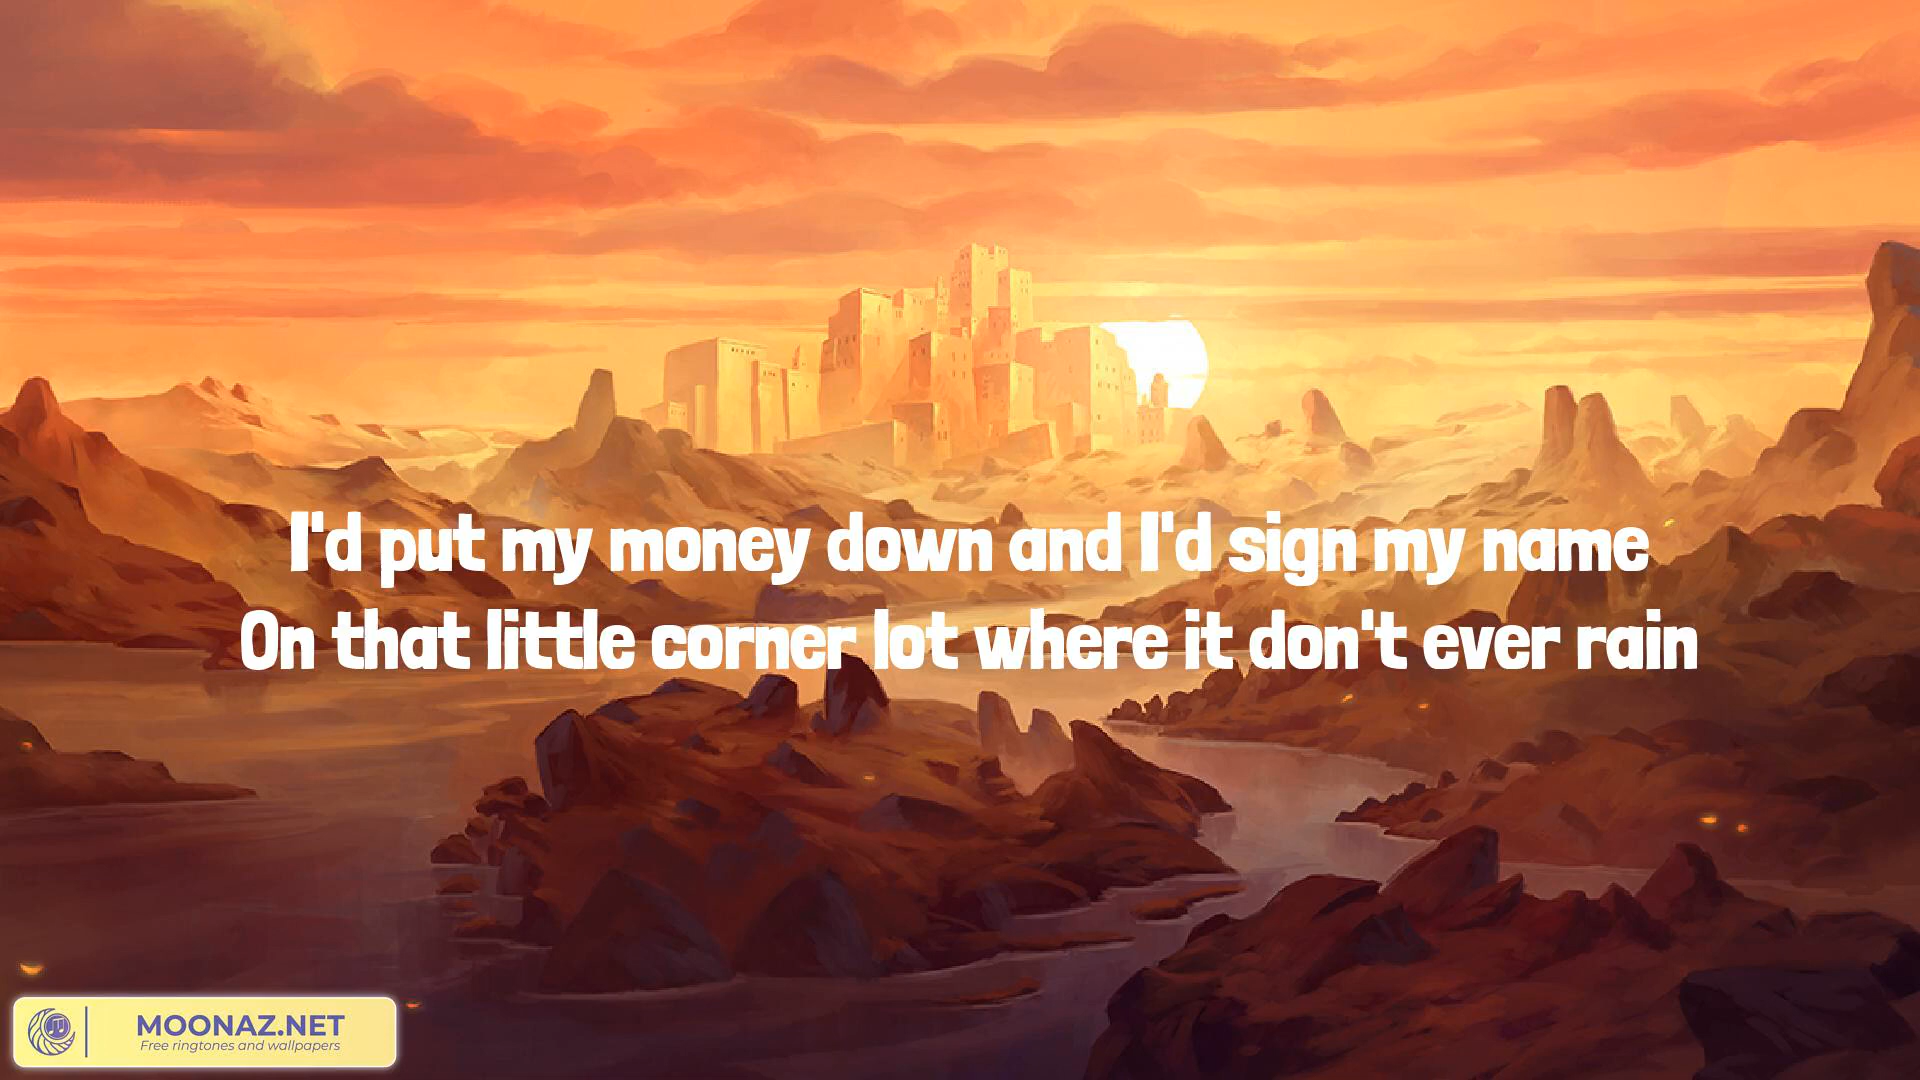 I'd put my money down and I'd sign my name
On that little corner lot where it don't ever rain
MOONAZ.NET
Free ringtones and wallpapers